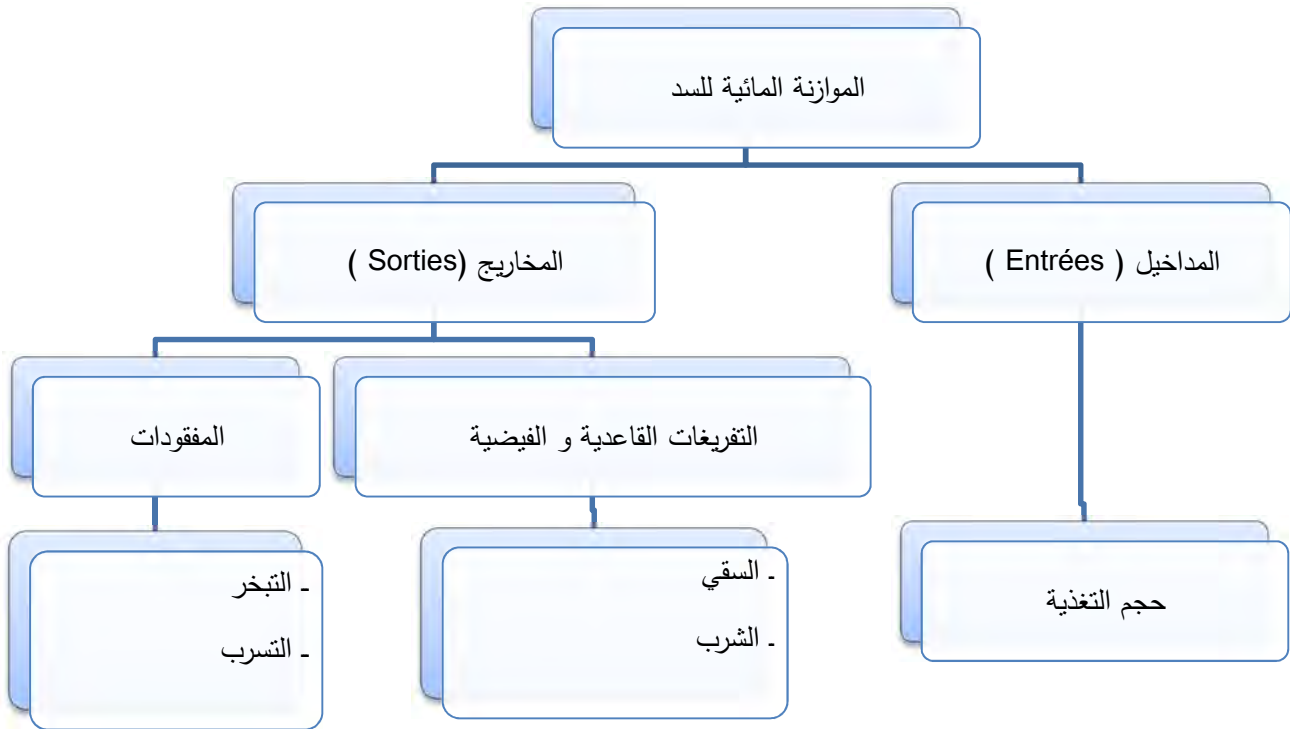 الموازنة المائية للسد
المداخيل ( Entrées )
المخاريج (Sorties )
التفريغات القاعدية و الفيضية
المفقودات
حجم التغذية
ـ السقي
ـ الشرب
ـ التبخر
ـ التسرب